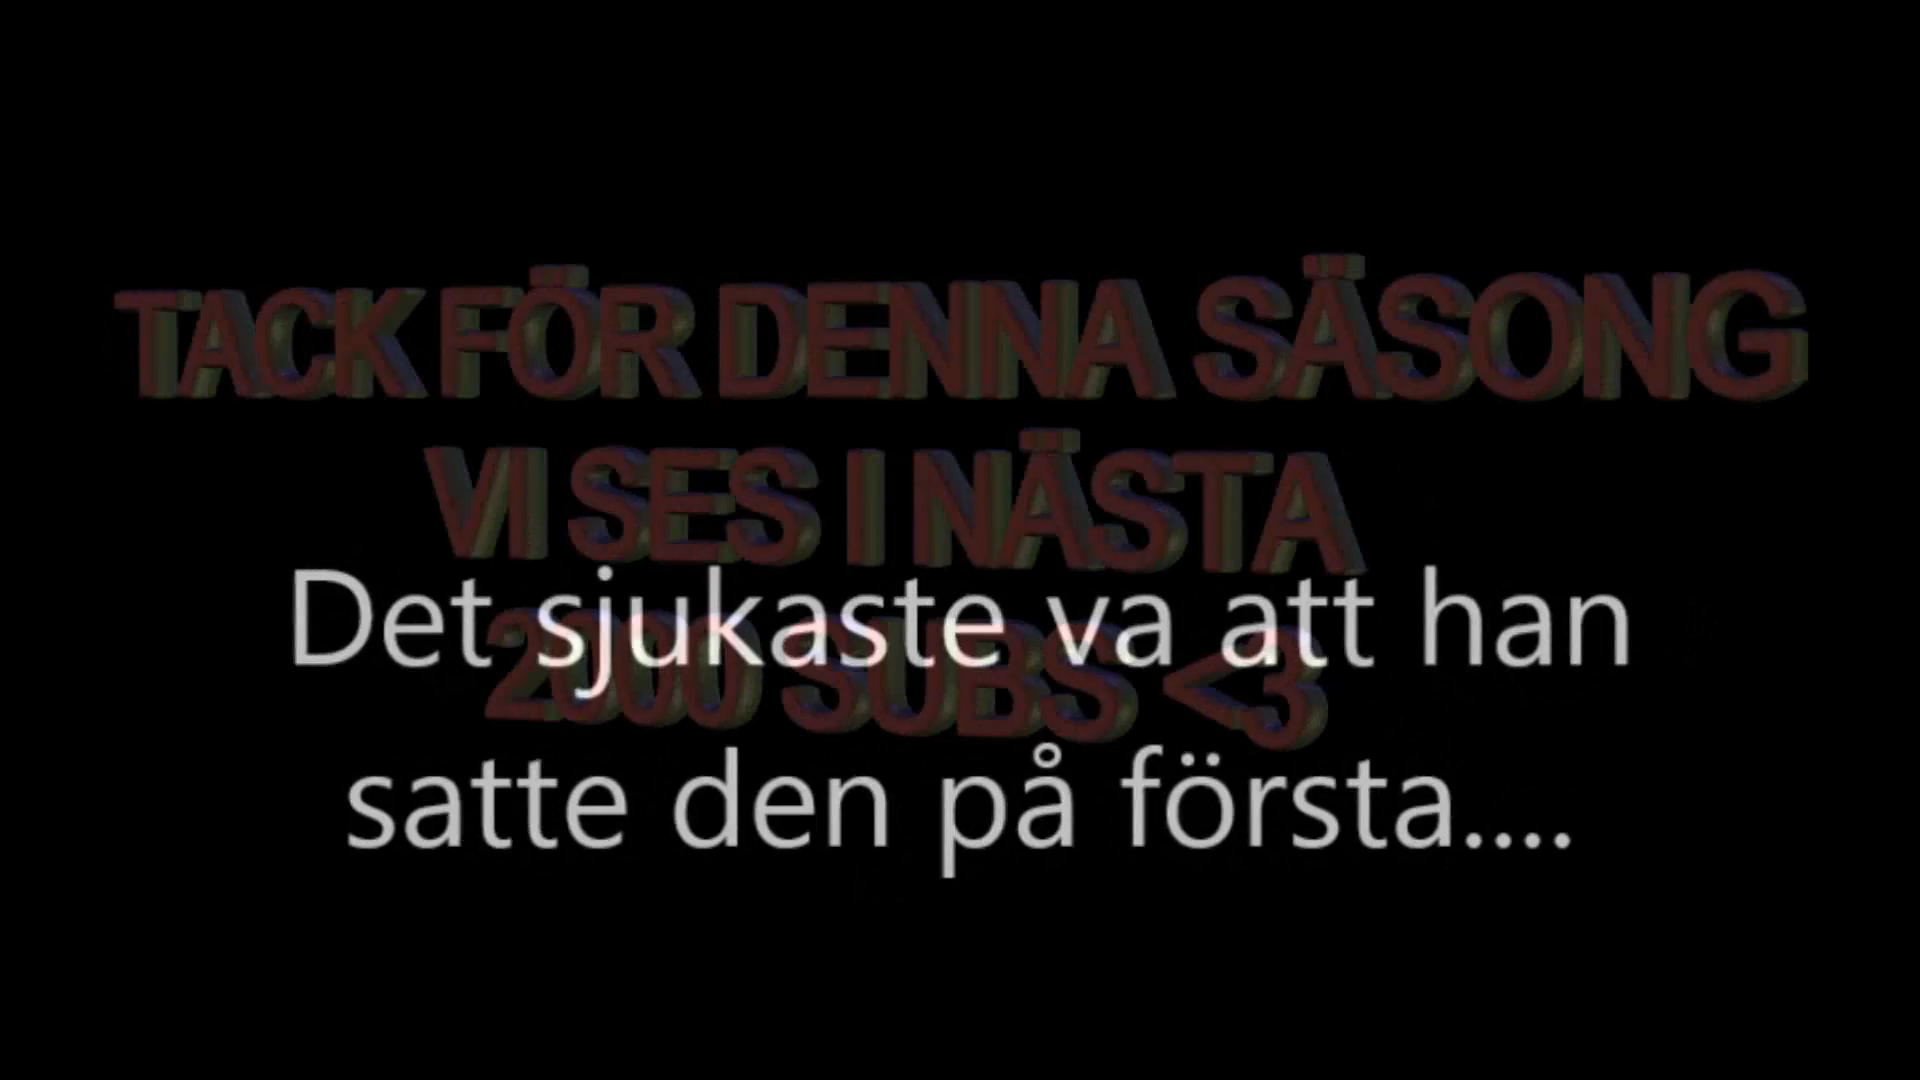 TACK FÖR DENNA SÄSONG
VI SES I NÄSTA
2000 SUBS <3
Det sjukaste va att han
satte den på första....